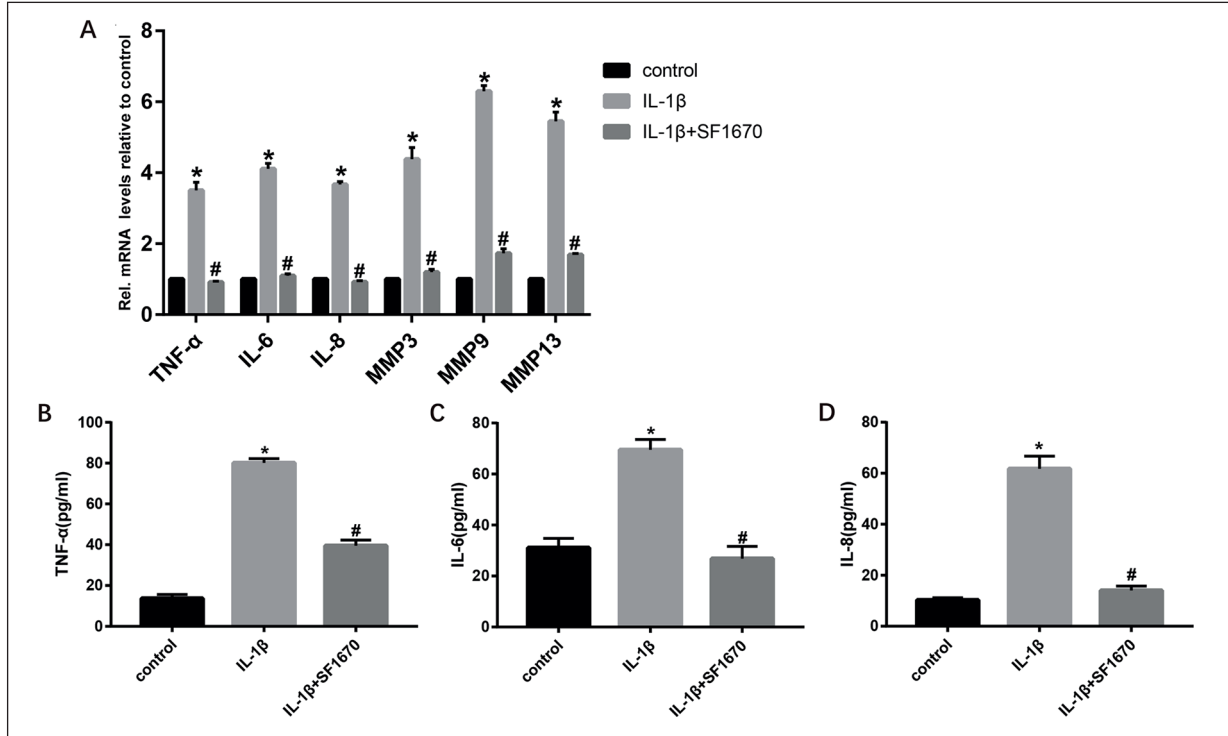 A
Rel. mRNA levels relative to control
8
6
4
2
0
* # * # * # * # * # * #
TNF-α IL-6 IL-8 MMP3 MMP9 MMP13
control
IL-1β
IL-1β+SF1670
B
TNF-α(pg/ml)
100
80
60
40
20
0
*
#
control IL-1β IL-1β+SF1670
C
IL-6(pg/ml)
80
60
40
20
0
*
#
control IL-1β IL-1β+SF1670
D
IL-8(pg/ml)
80
60
40
20
0
*
#
control IL-1β IL-1β+SF1670